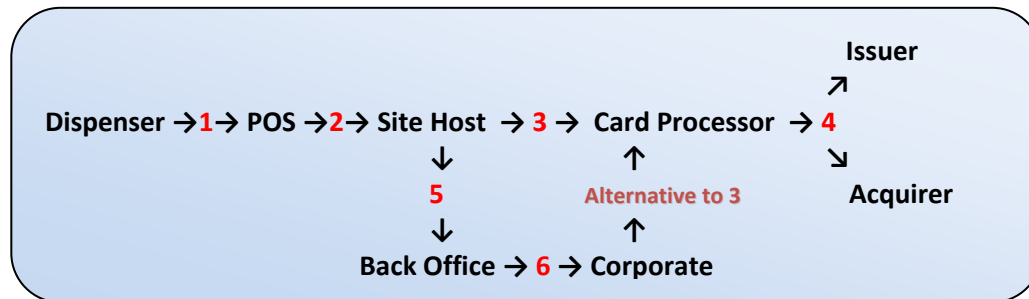 Issuer
↗
Dispenser →1→ POS →2→ Site Host → 3 → Card Processor → 4
↓ ↑ ↘
5 Alternative to 3 Acquirer
↓ ↑
Back Office → 6 → Corporate